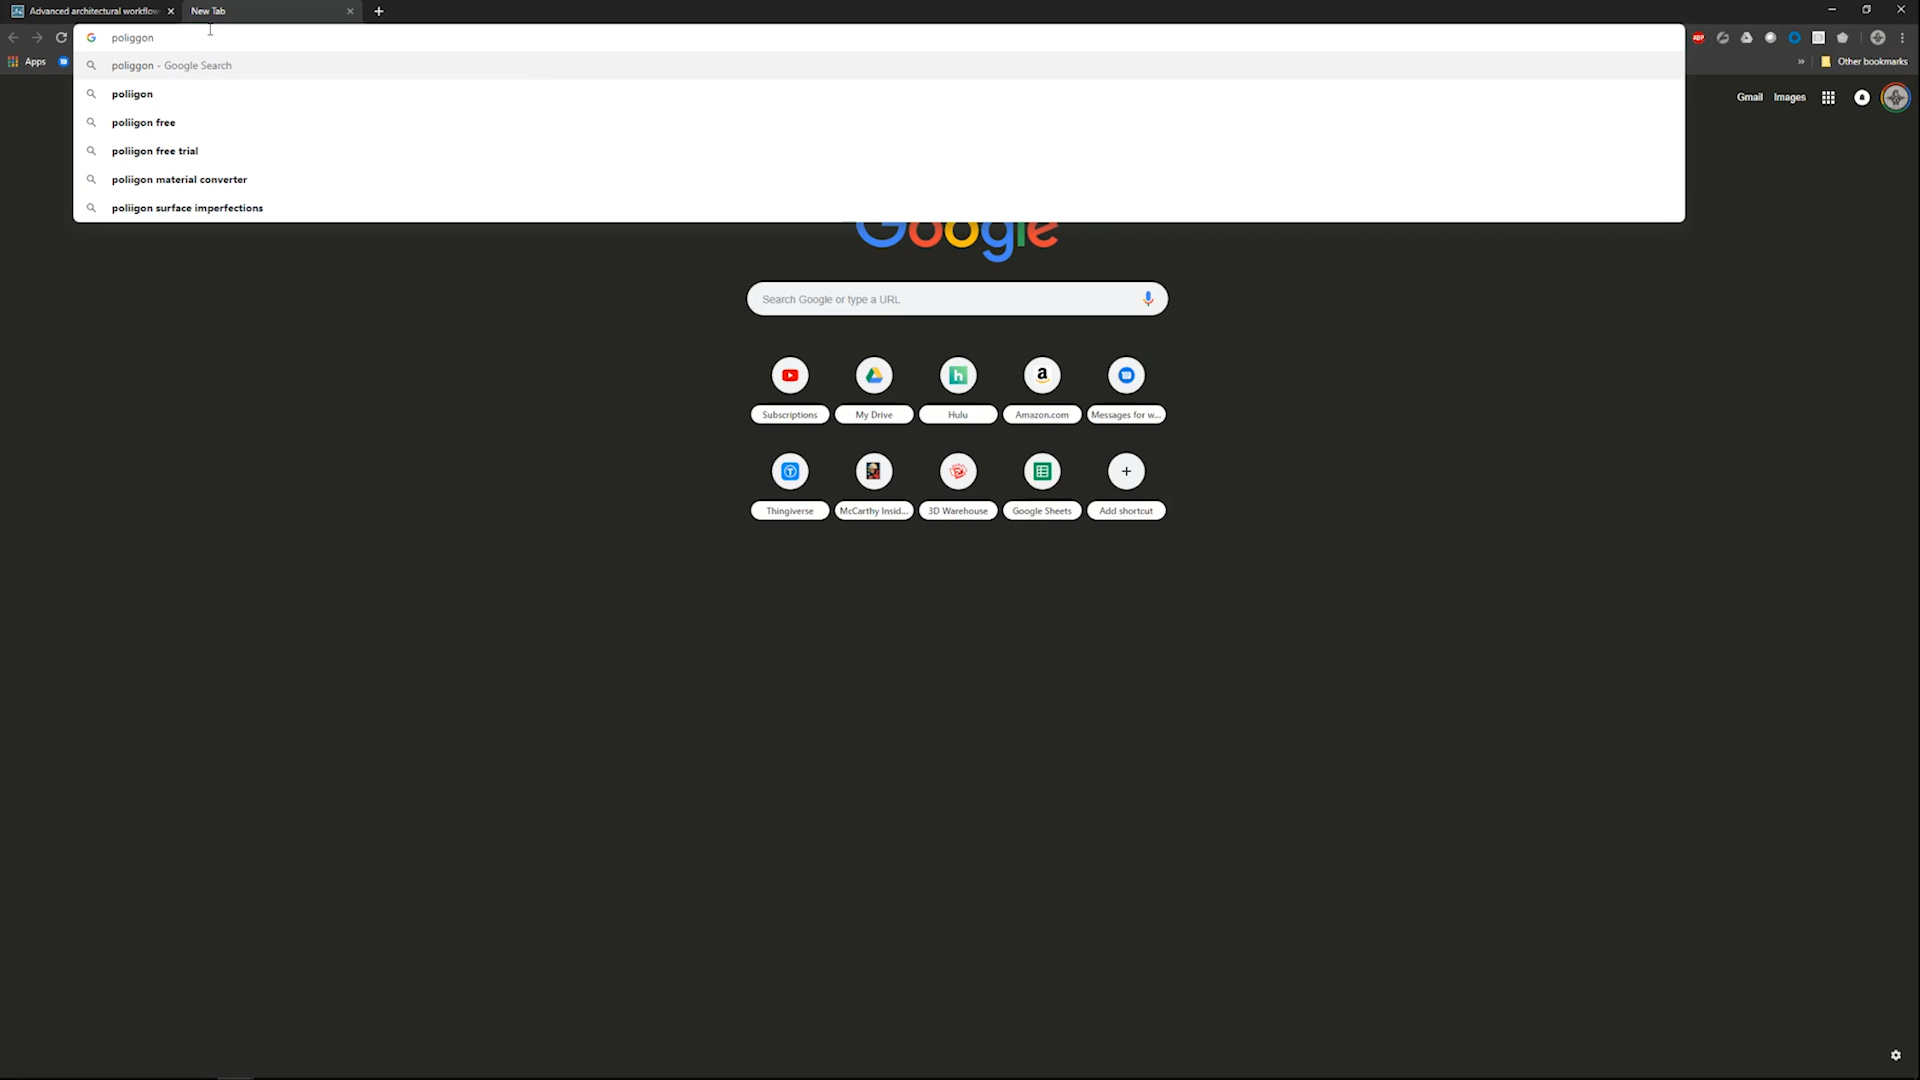 Advanced architectural workflow
New Tab
poliggon
ABP
Apps
Other bookmarks
poliggon - Google Search
poliigon
poliigon free
poliigon free trial
poliigon material converter
poliigon surface imperfections
Gmail
Images
Google
Search Google or type a URL
Subscriptions
My Drive
Hulu
Amazon.com
Messages for w...
Thingiverse
McCarthy Insid...
3D Warehouse
Google Sheets
Add shortcut